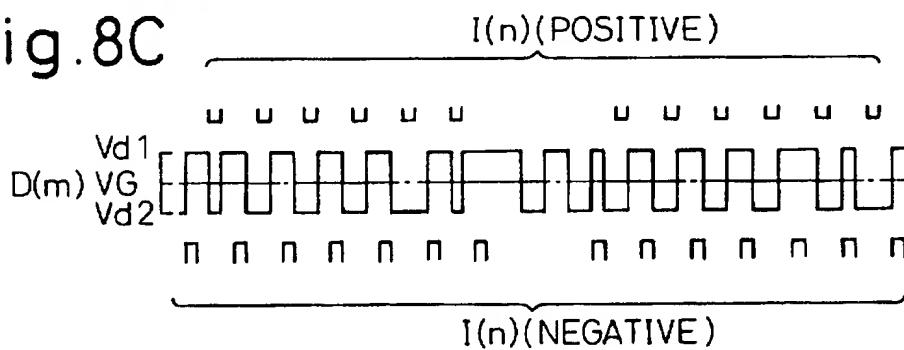 ig.8C
I(n)(POSITIVE)
Vd1
D(m) VG
Vd2
I(n)(NEGATIVE)